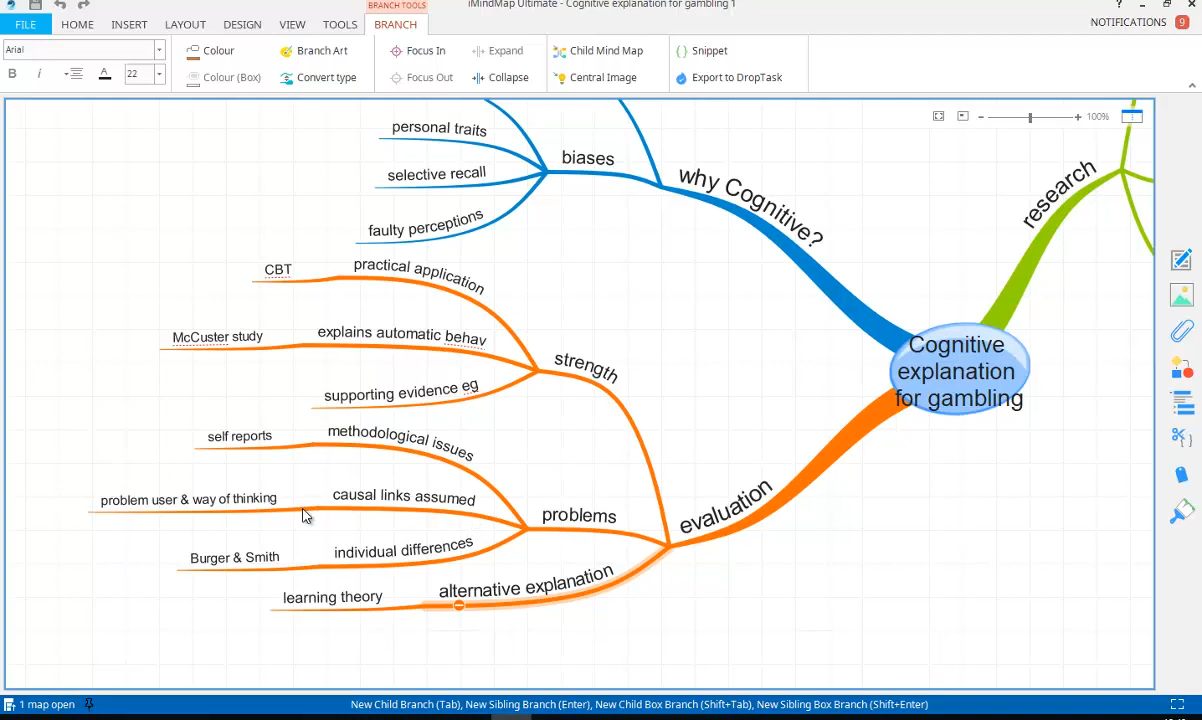 BRANCH TOOLS
iMindMap Ultimate - Cognitive explanation for gambling 1
?
FILE
HOME
INSERT
LAYOUT
DESIGN
VIEW
TOOLS
BRANCH
NOTIFICATIONS 9
Arial
B i A 22
Colour
Colour (Box)
Branch Art
Convert type
Focus In
Focus Out
Expand
Collapse
Child Mind Map
Central Image
Snippet
Export to DropTask
100%
personal traits
selective recall
faulty perceptions
biases
why Cognitive?
research
CBT
practical application
McCuster study
explains automatic behav
supporting evidence eg
strength
Cognitive
explanation
for gambling
self reports
methodological issues
problem user & way of thinking
causal links assumed
Burger & Smith
individual differences
problems
evaluation
learning theory
alternative explanation
1 map open
New Child Branch (Tab), New Sibling Branch (Enter), New Child Box Branch (Shift+Tab), New Sibling Box Branch (Shift+Enter)